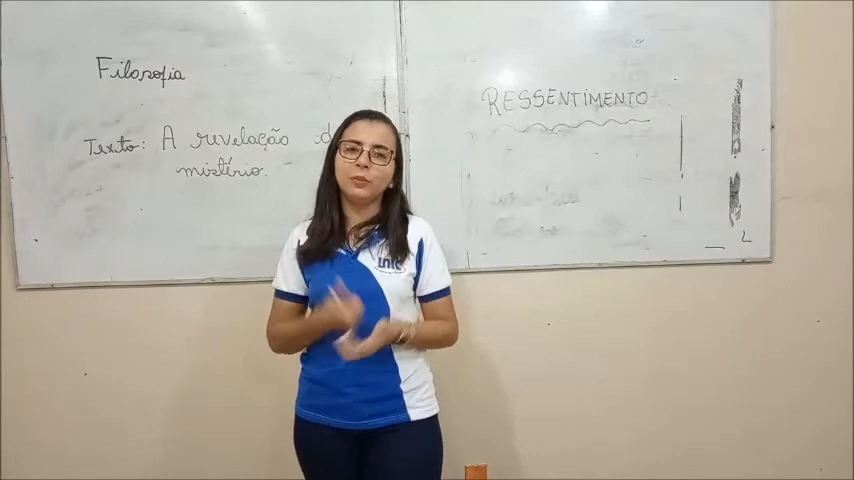 Filosofia
Texto: A revelação d
mistério.
RESSENTIMENTO